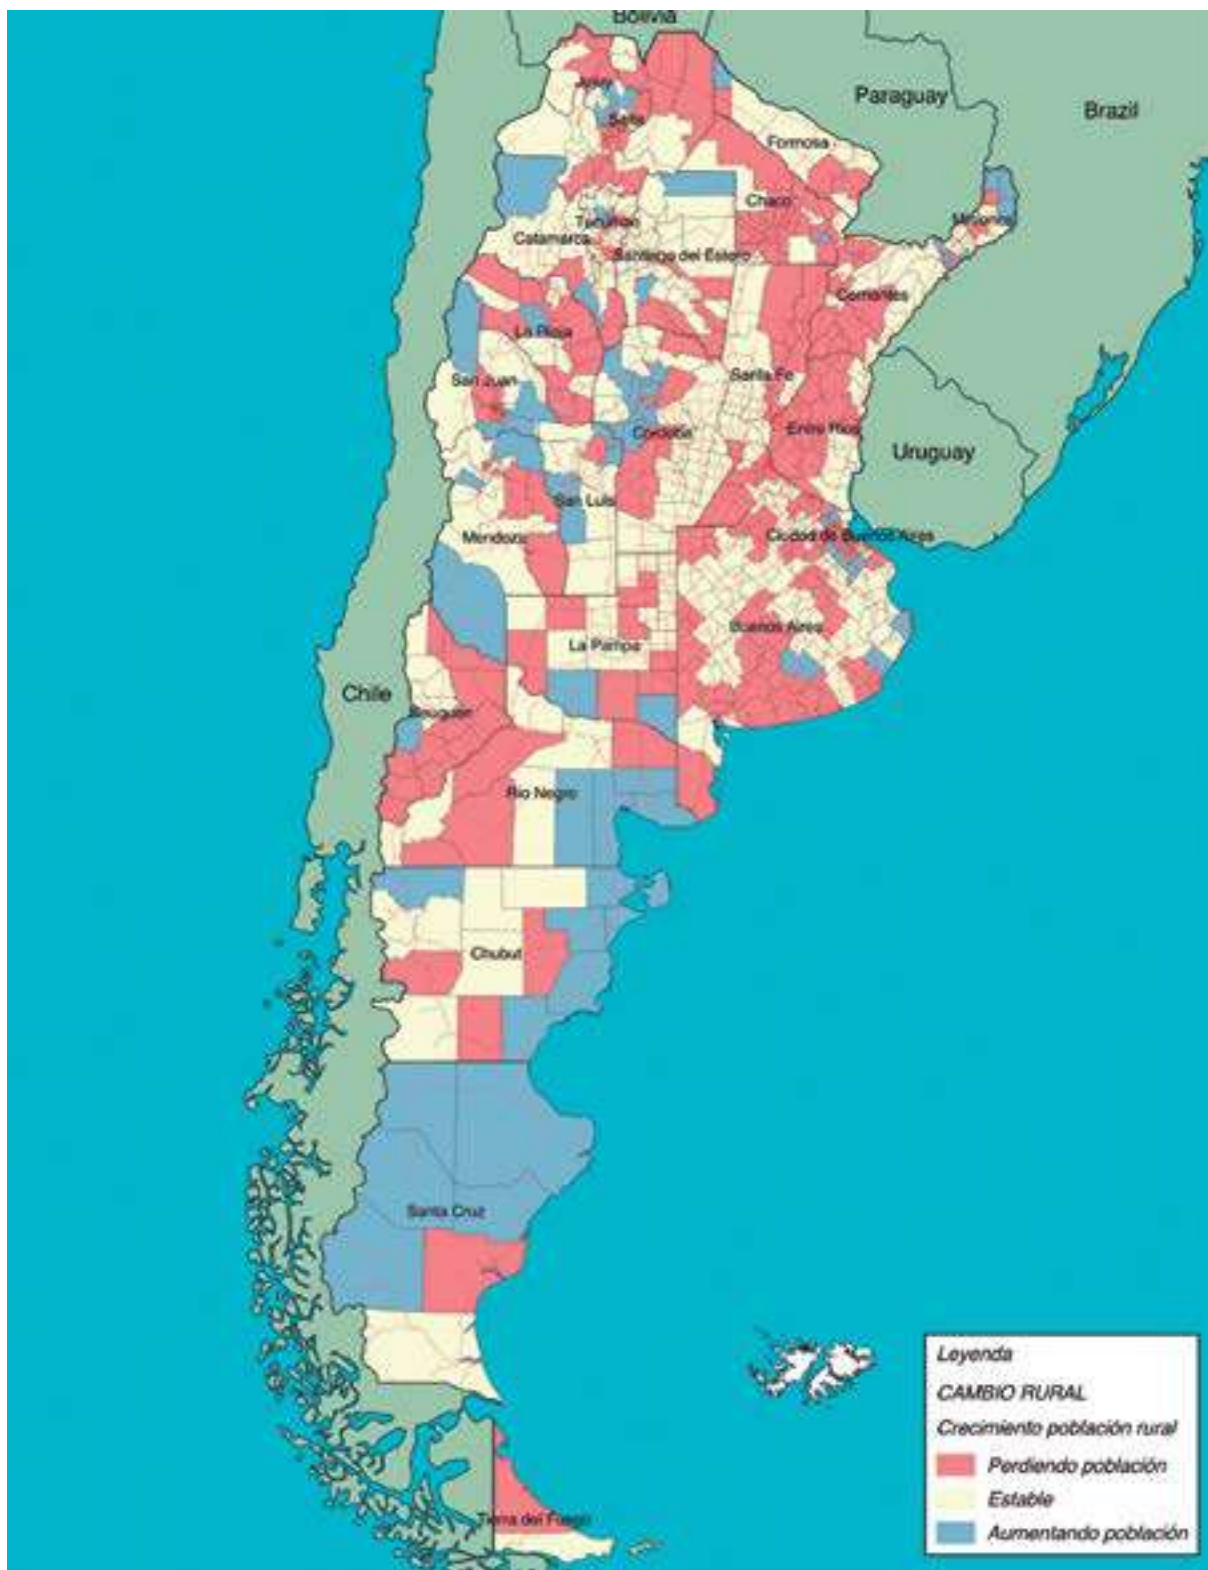 Bolivia
Paraguay
Brazil
Jujuy
Salta
Formosa
Chaco
Misiones
Tucumán
Catamarca
Santiago del Estero
Corrientes
La Rioja
San Juan
Santa Fe
Córdoba
Entre Ríos
Uruguay
San Luis
Mendoza
Ciudad de Buenos Aires
Buenos Aires
La Pampa
Chile
Neuquén
Río Negro
Chubut
Santa Cruz
Tierra del Fuego
Leyenda
CAMBIO RURAL
Crecimiento población rural
Perdiendo población
Estable
Aumentando población